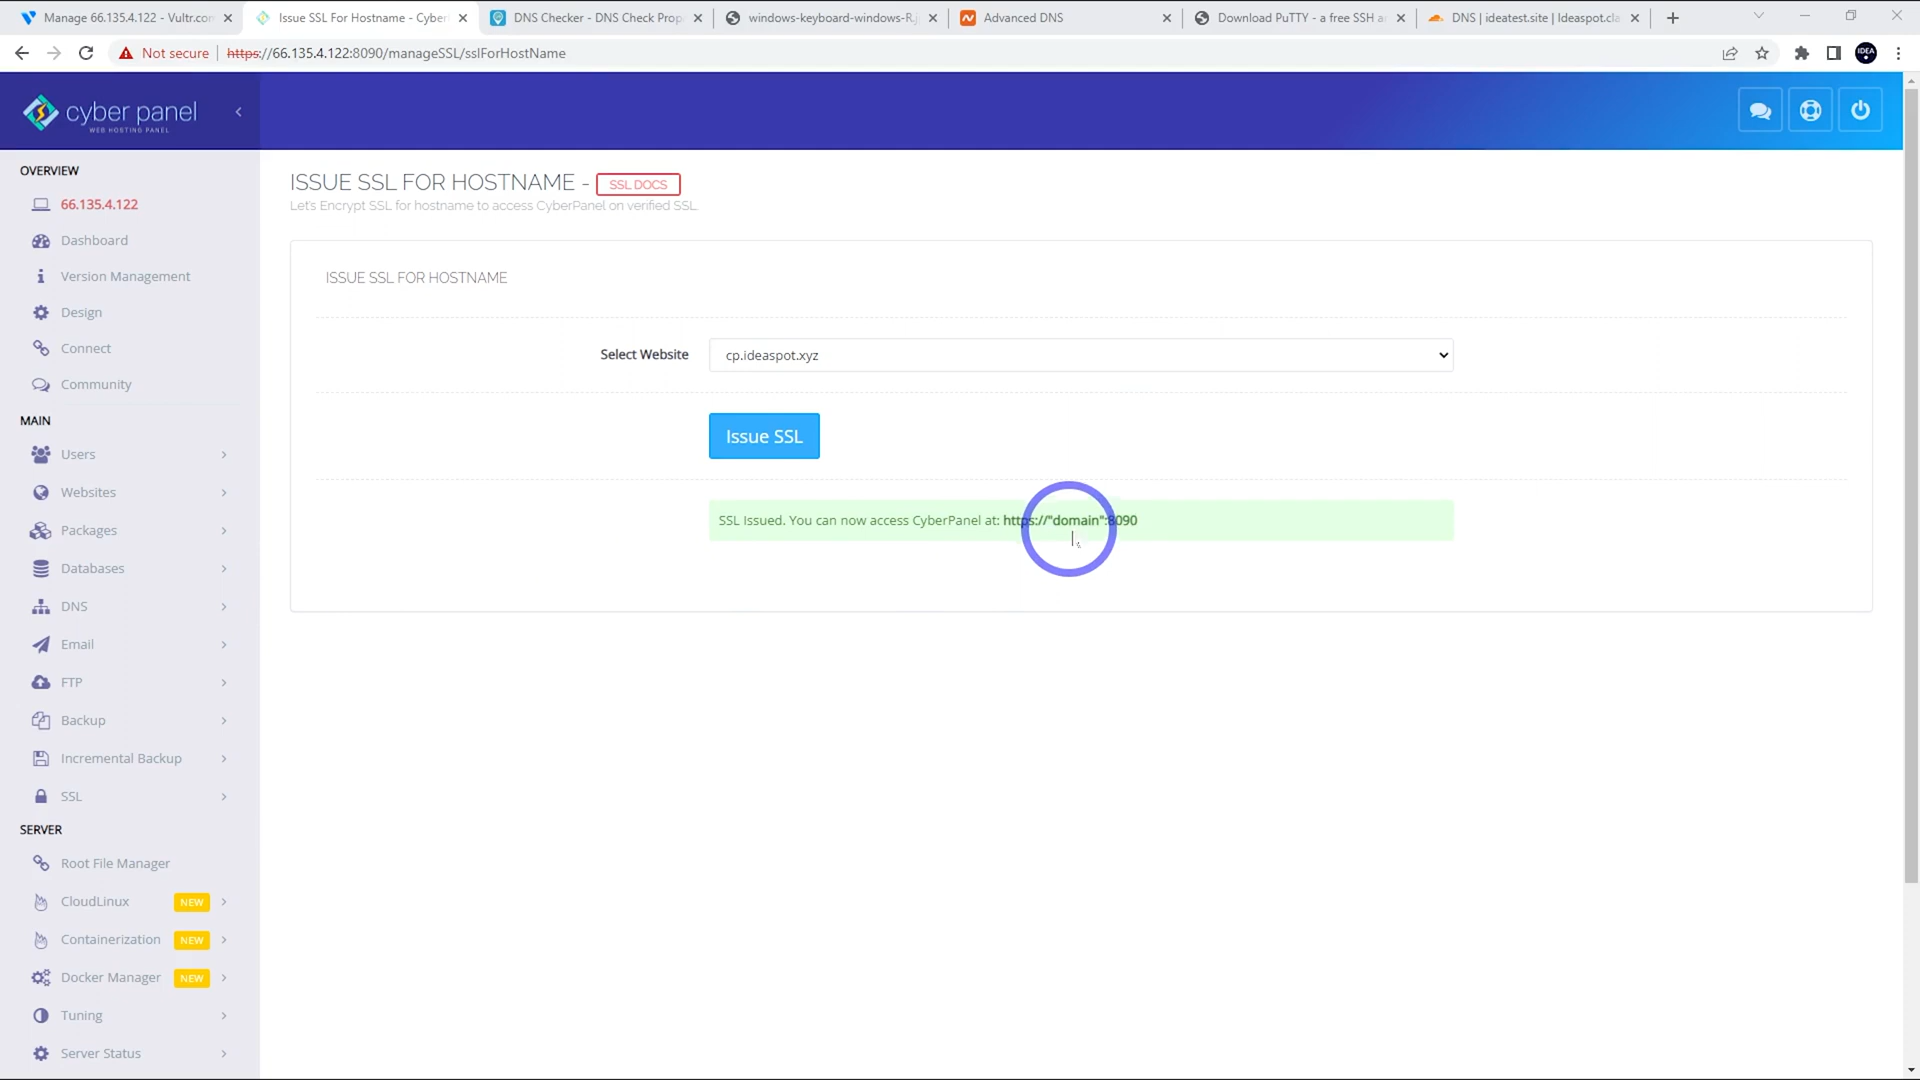 Manage 66.135.4.122 - Vultr.con
Issue SSL For Hostname - Cyber
DNS Checker - DNS Check Prop
windows-keyboard-windows-R.j
Advanced DNS
Download PuTTY - a free SSH a
DNS | ideatest.site | Ideaspot.cla
Not secure
https://66.135.4.122:8090/manageSSL/sslForHostName
IDEA
cyber panel
WEB HOSTING PANEL
OVERVIEW
66.135.4.122
Dashboard
Version Management
Design
Connect
Community
MAIN
Users
Websites
Packages
Databases
DNS
Email
FTP
Backup
Incremental Backup
SSL
SERVER
Root File Manager
CloudLinux NEW
Containerization NEW
Docker Manager NEW
Tuning
Server Status
ISSUE SSL FOR HOSTNAME - SSL DOCS
Let's Encrypt SSL for hostname to access CyberPanel on verified SSL.
ISSUE SSL FOR HOSTNAME
Select Website
cp.ideaspot.xyz
Issue SSL
SSL Issued. You can now access CyberPanel at: https://"domain":8090